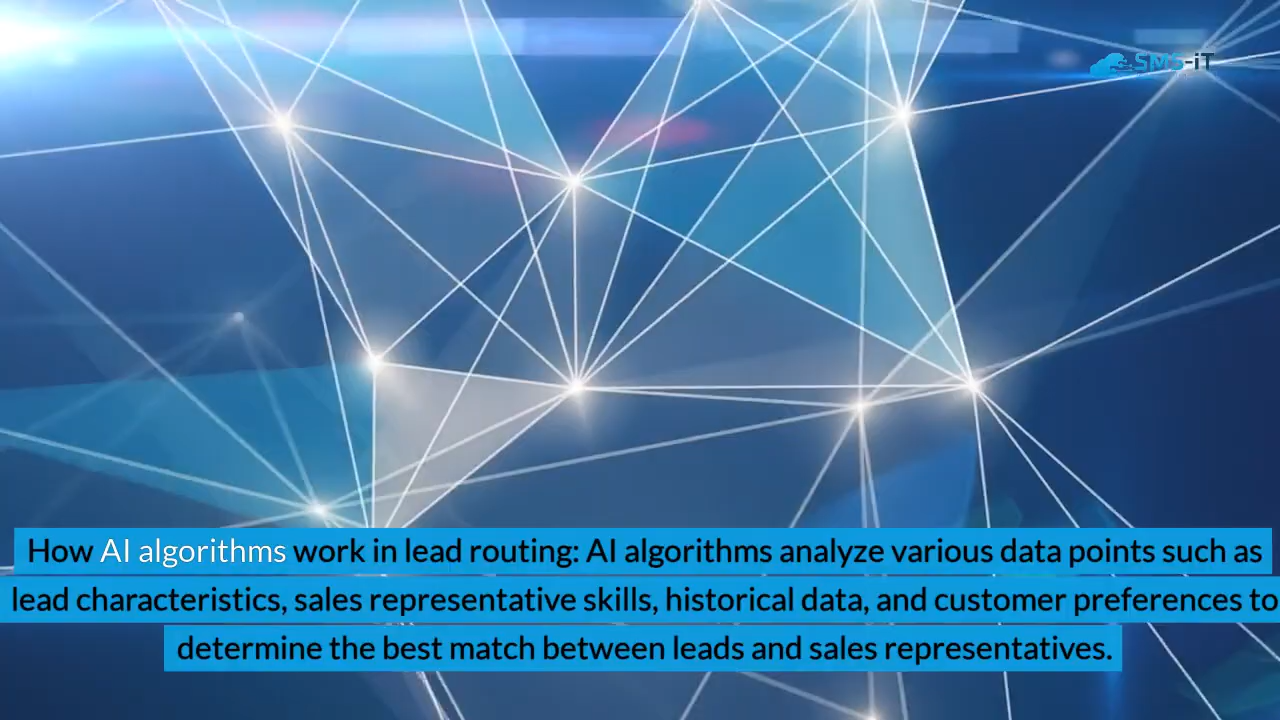 SMS-iT
How AI algorithms work in lead routing: AI algorithms analyze various data points such as
lead characteristics, sales representative skills, historical data, and customer preferences to
determine the best match between leads and sales representatives.